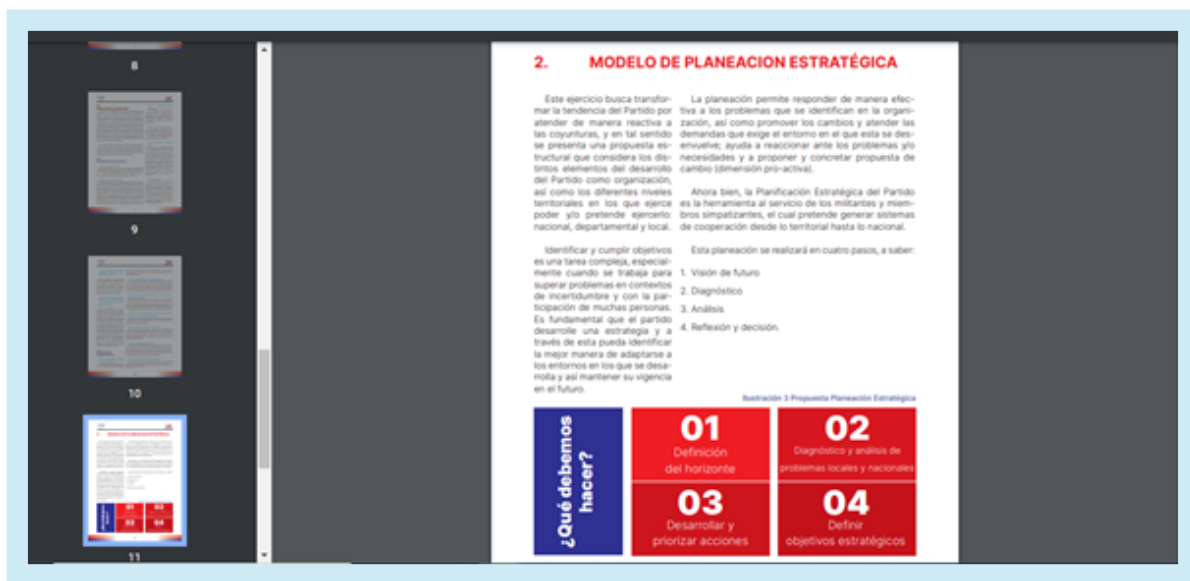 8
9
10
11
2. MODELO DE PLANEACION ESTRATÉGICA
Este ejercicio busca transfor-
mar la tendencia del Partido por
atender de manera reactiva a
las coyunturas, y en tal sentido
se presenta una propuesta es-
tructural que considera los dis-
tintos elementos del desarrollo
del Partido como organización,
así como los diferentes niveles
territoriales en los que ejerce
poder y/o pretende ejercerlo:
nacional, departamental y local.
Identificar y cumplir objetivos
es una tarea compleja, especial-
mente cuando se trabaja para
superar problemas en contextos
de incertidumbre y con la par-
ticipación de muchas personas.
Es fundamental que el partido
desarrolle una estrategia y a
través de esta pueda identificar
la mejor manera de adaptarse a
los entornos en los que se desa-
rrolla y así mantener su vigencia
en el futuro.
La planeación permite responder de manera efec-
tiva a los problemas que se identifican en la organi-
zación, así como promover los cambios y atender las
demandas que exige el entorno en el que esta se des-
envuelve; ayuda a reaccionar ante los problemas y/o
necesidades y a proponer y concretar propuesta de
cambio (dimensión pro-activa).
Ahora bien, la Planificación Estratégica del Partido
es la herramienta al servicio de los militantes y miem-
bros simpatizantes, el cual pretende generar sistemas
de cooperación desde lo territorial hasta lo nacional.
Esta planeación se realizará en cuatro pasos, a saber:
1. Visión de futuro
2. Diagnóstico
3. Análisis
4. Reflexión y decisión.
Ilustración 3 Propuesta Planeación Estratégica
¿Qué debemos
hacer?
01
Definición
del horizonte
02
Diagnóstico y análisis de
problemas locales y nacionales
03
Desarrollar y
priorizar acciones
04
Definir
objetivos estratégicos